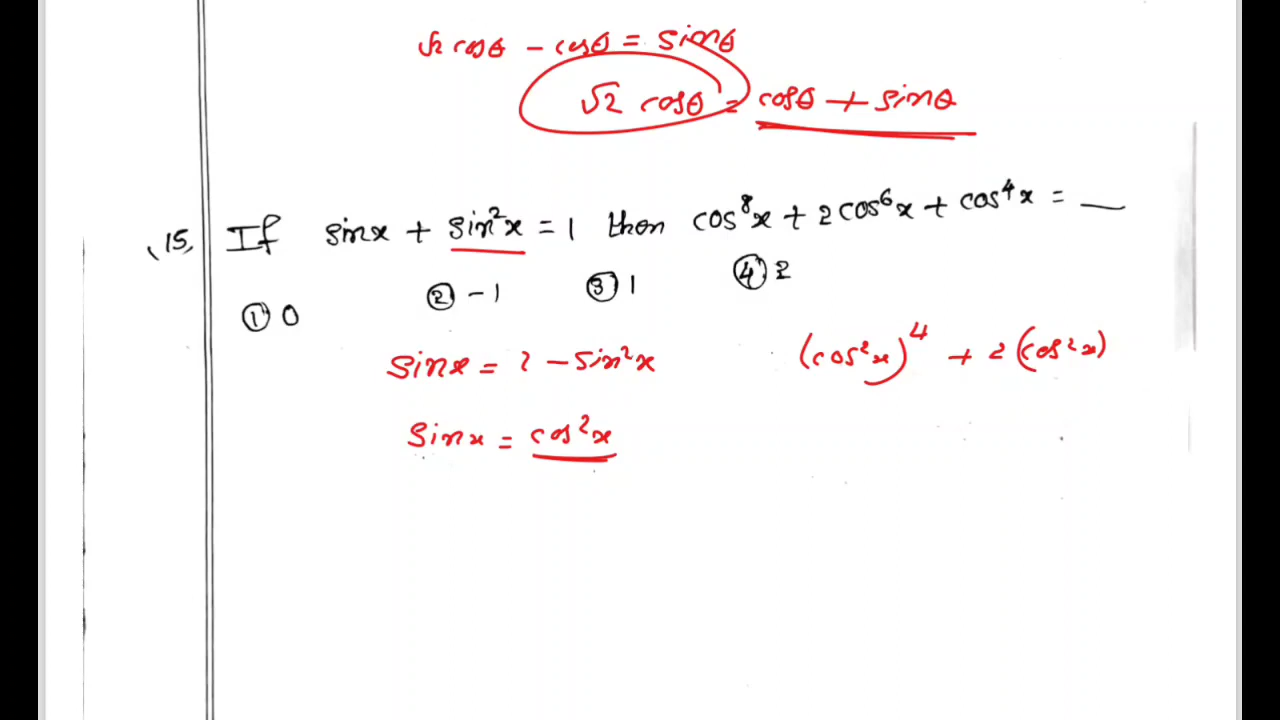 √2 cosθ - cosθ = sinθ
√2 cosθ = cosθ + sinθ
15, If sinx + sin²x = 1 then cos⁸x + 2cos⁶x + cos⁴x = __
① 0 ② -1 ③ 1 ④ 2
sinx = 1 - sin²x (cos²x)⁴ + 2(cos²x)
sinx = cos²x